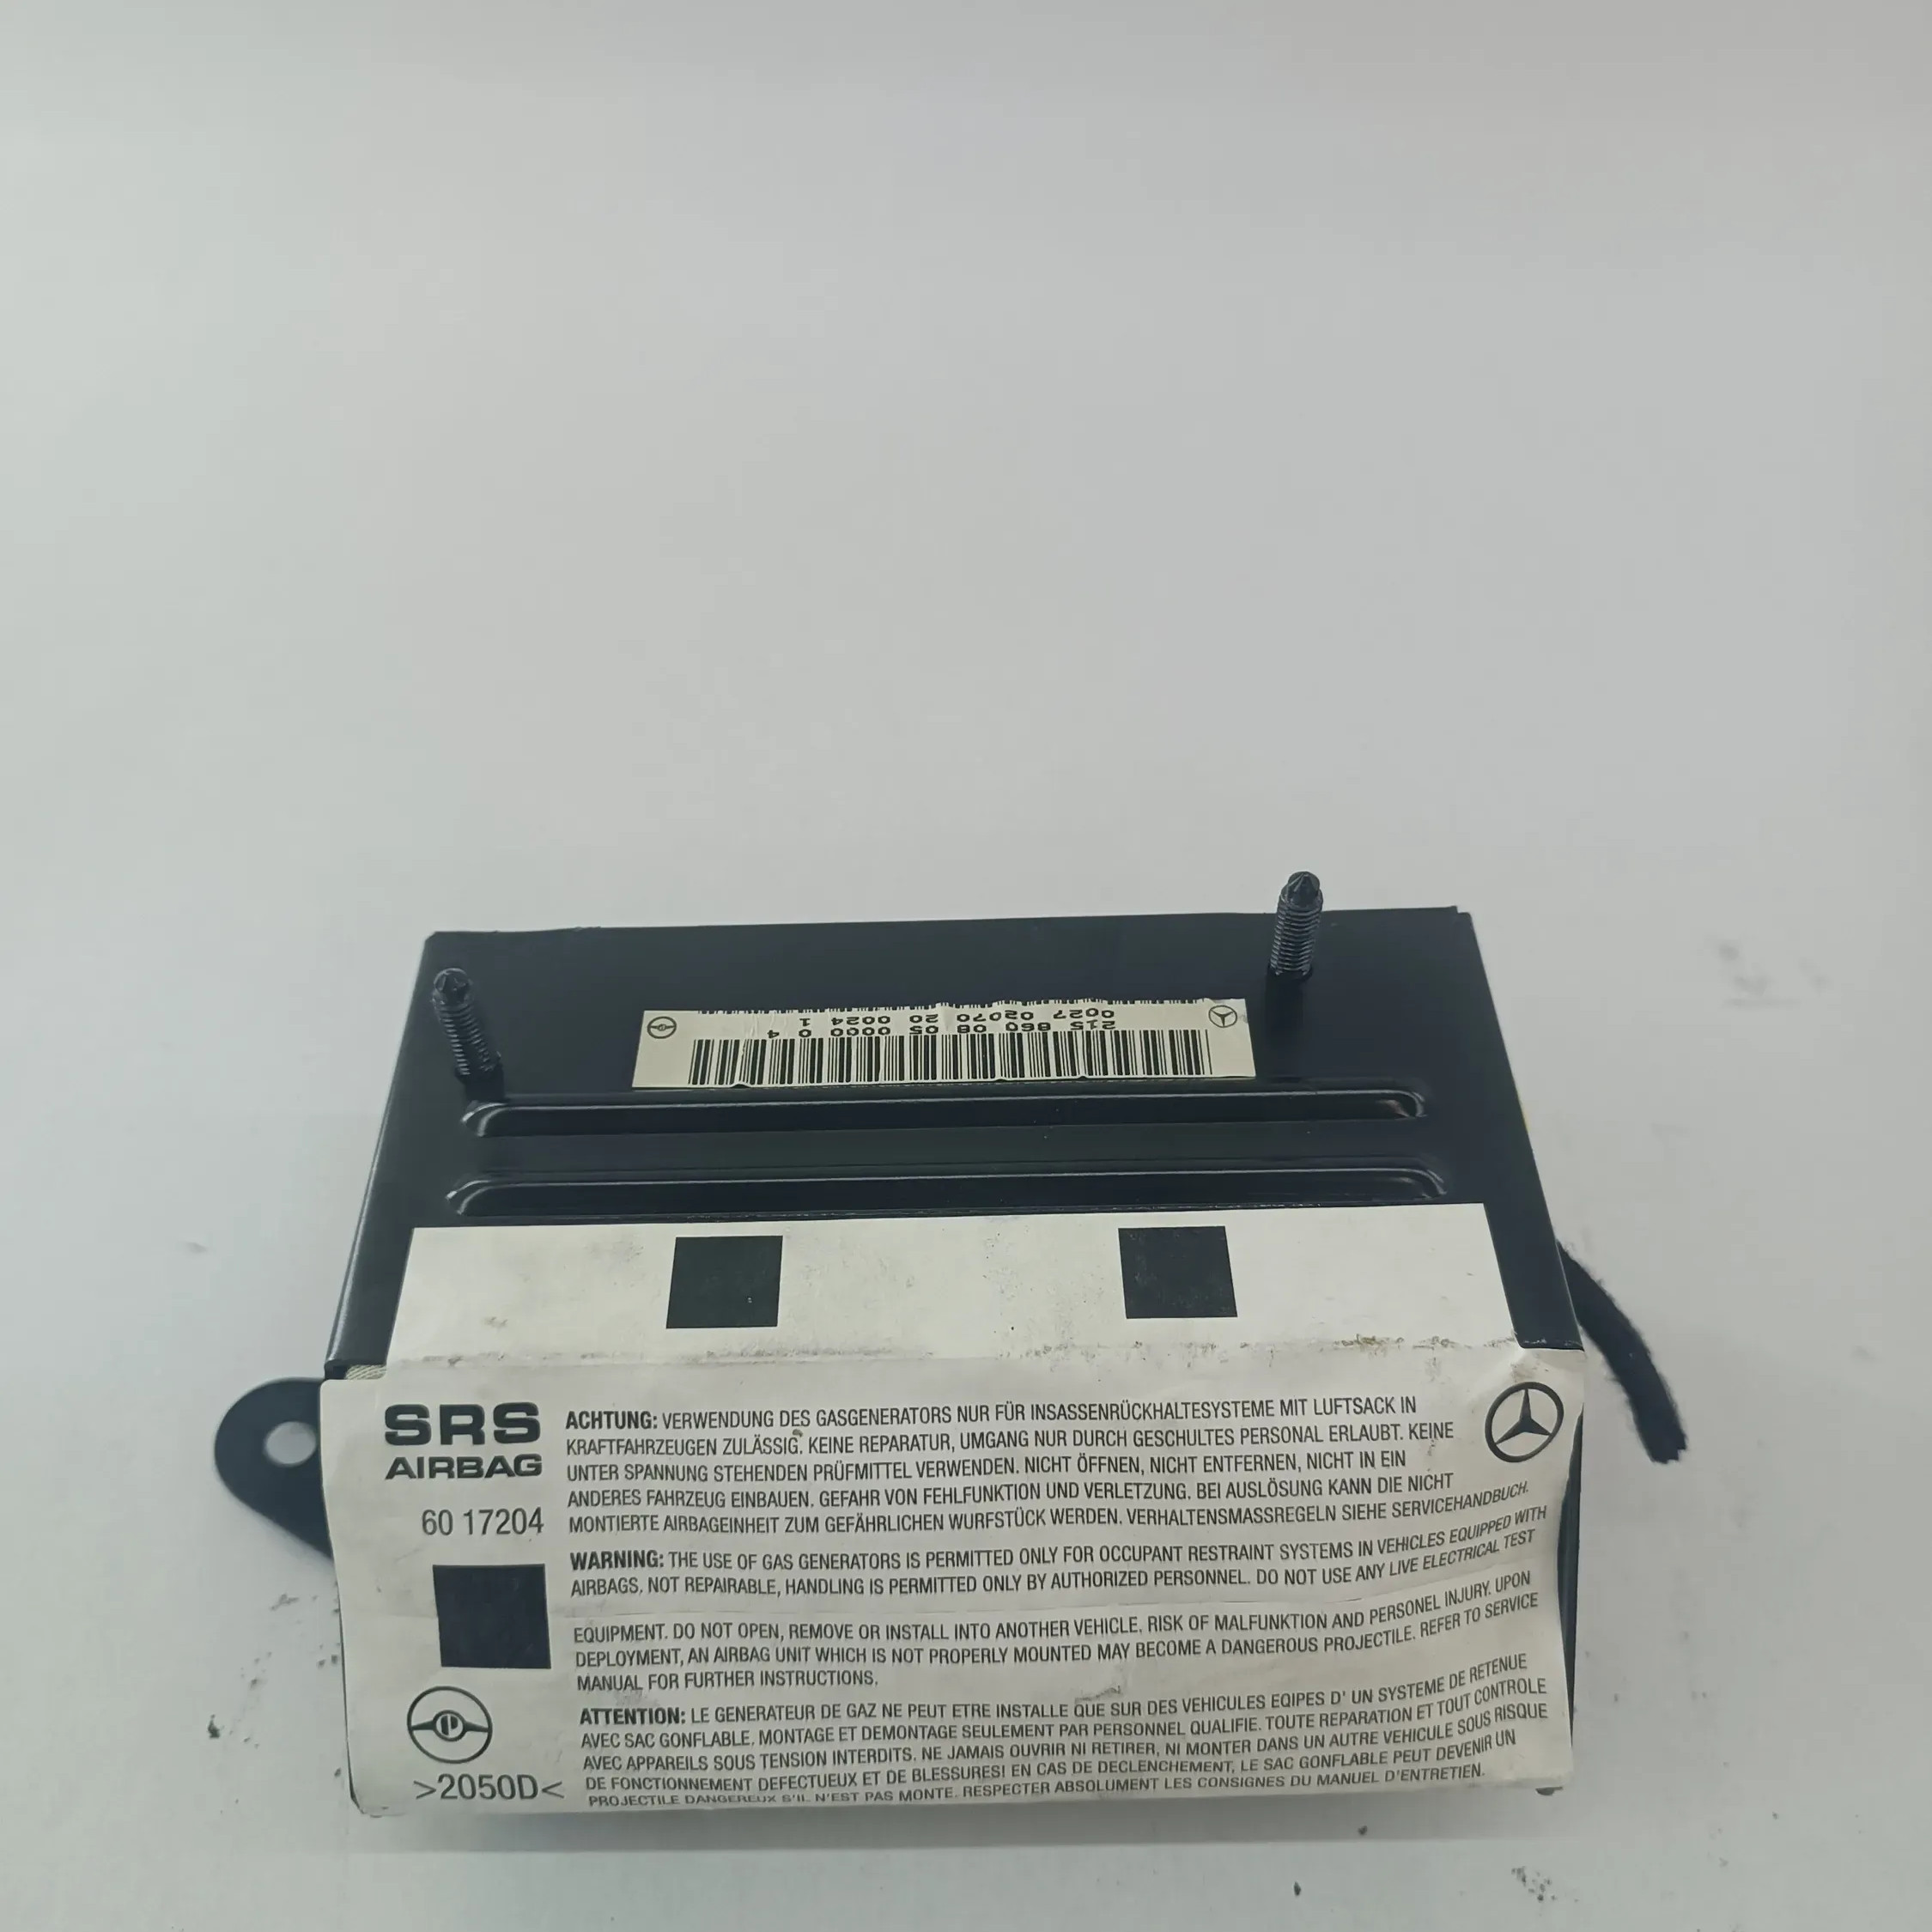 215 860 08 05 0000 0 4
0027 02070 20 0024 1
SRS
AIRBAG
60 17204
ACHTUNG: VERWENDUNG DES GASGENERATORS NUR FÜR INSASSENRÜCKHALTESYSTEME MIT LUFTSACK IN
KRAFTFAHRZEUGEN ZULÄSSIG. KEINE REPARATUR, UMGANG NUR DURCH GESCHULTES PERSONAL ERLAUBT. KEINE
UNTER SPANNUNG STEHENDEN PRÜFMITTEL VERWENDEN. NICHT ÖFFNEN, NICHT ENTFERNEN, NICHT IN EIN
ANDERES FAHRZEUG EINBAUEN. GEFAHR VON FEHLFUNKTION UND VERLETZUNG. BEI AUSLÖSUNG KANN DIE NICHT
MONTIERTE AIRBAGEINHEIT ZUM GEFÄHRLICHEN WURFSTÜCK WERDEN. VERHALTENSMASSREGELN SIEHE SERVICEHANDBUCH.
WARNING: THE USE OF GAS GENERATORS IS PERMITTED ONLY FOR OCCUPANT RESTRAINT SYSTEMS IN VEHICLES EQUIPPED WITH
AIRBAGS, NOT REPAIRABLE, HANDLING IS PERMITTED ONLY BY AUTHORIZED PERSONNEL. DO NOT USE ANY LIVE ELECTRICAL TEST
EQUIPMENT. DO NOT OPEN, REMOVE OR INSTALL INTO ANOTHER VEHICLE. RISK OF MALFUNKTION AND PERSONEL INJURY. UPON
DEPLOYMENT, AN AIRBAG UNIT WHICH IS NOT PROPERLY MOUNTED MAY BECOME A DANGEROUS PROJECTILE. REFER TO SERVICE
MANUAL FOR FURTHER INSTRUCTIONS.
ATTENTION: LE GENERATEUR DE GAZ NE PEUT ETRE INSTALLE QUE SUR DES VEHICULES EQIPES D' UN SYSTEME DE RETENUE
AVEC SAC GONFLABLE. MONTAGE ET DEMONTAGE SEULEMENT PAR PERSONNEL QUALIFIE. TOUTE REPARATION ET TOUT CONTROLE
AVEC APPAREILS SOUS TENSION INTERDITS. NE JAMAIS OUVRIR NI RETIRER, NI MONTER DANS UN AUTRE VEHICULE SOUS RISQUE
DE FONCTIONNEMENT DEFECTUEUX ET DE BLESSURES! EN CAS DE DECLENCHEMENT, LE SAC GONFLABLE PEUT DEVENIR UN
PROJECTILE DANGEREUX S'IL N'EST PAS MONTE. RESPECTER ABSOLUMENT LES CONSIGNES DU MANUEL D'ENTRETIEN.
>2050D<